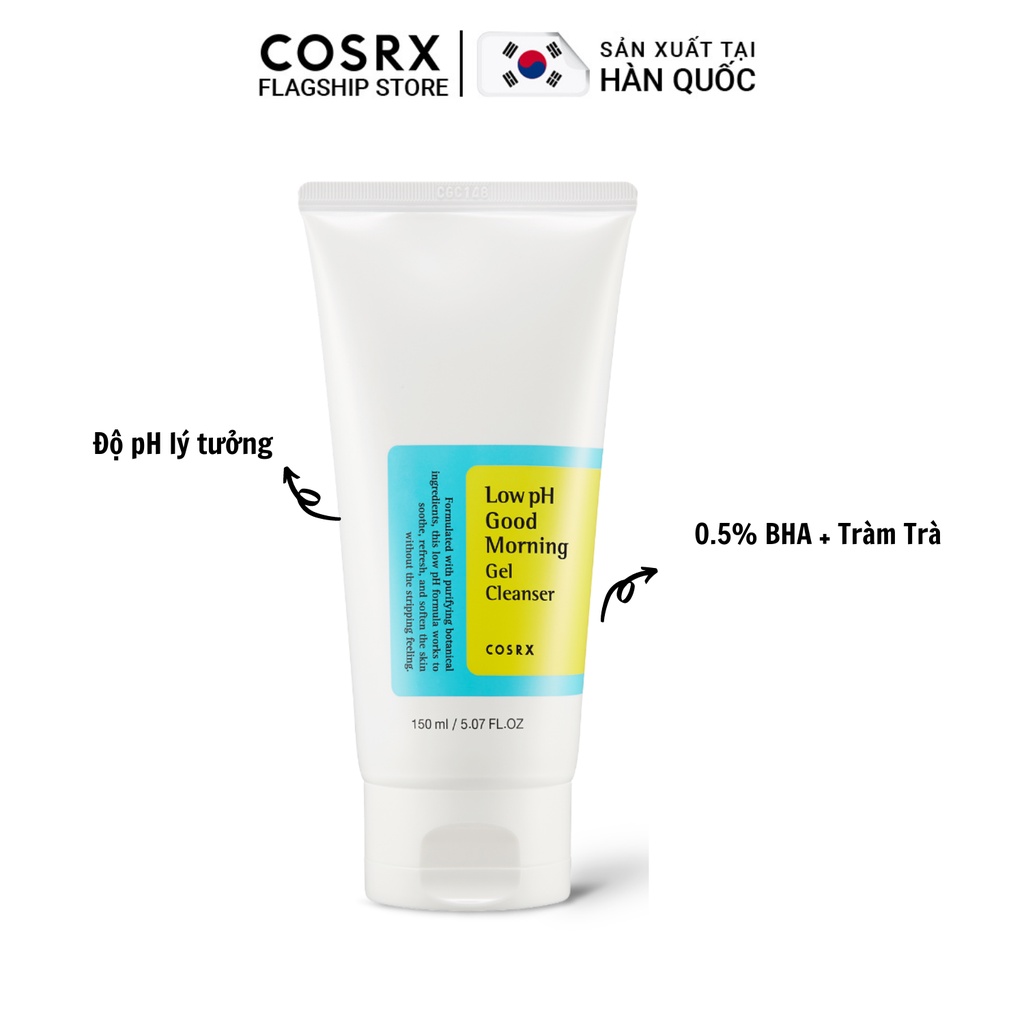 COSRX
FLAGSHIP STORE
SẢN XUẤT TẠI
HÀN QUỐC
Độ pH lý tưởng
0.5% BHA + Tràm Trà
Formulated with purifying botanical
ingredients, this low pH formula works to
soothe, refresh, and soften the skin
without the stripping feeling.
Low pH
Good
Morning
Gel
Cleanser
COSRX
150 ml / 5.07 FL.OZ